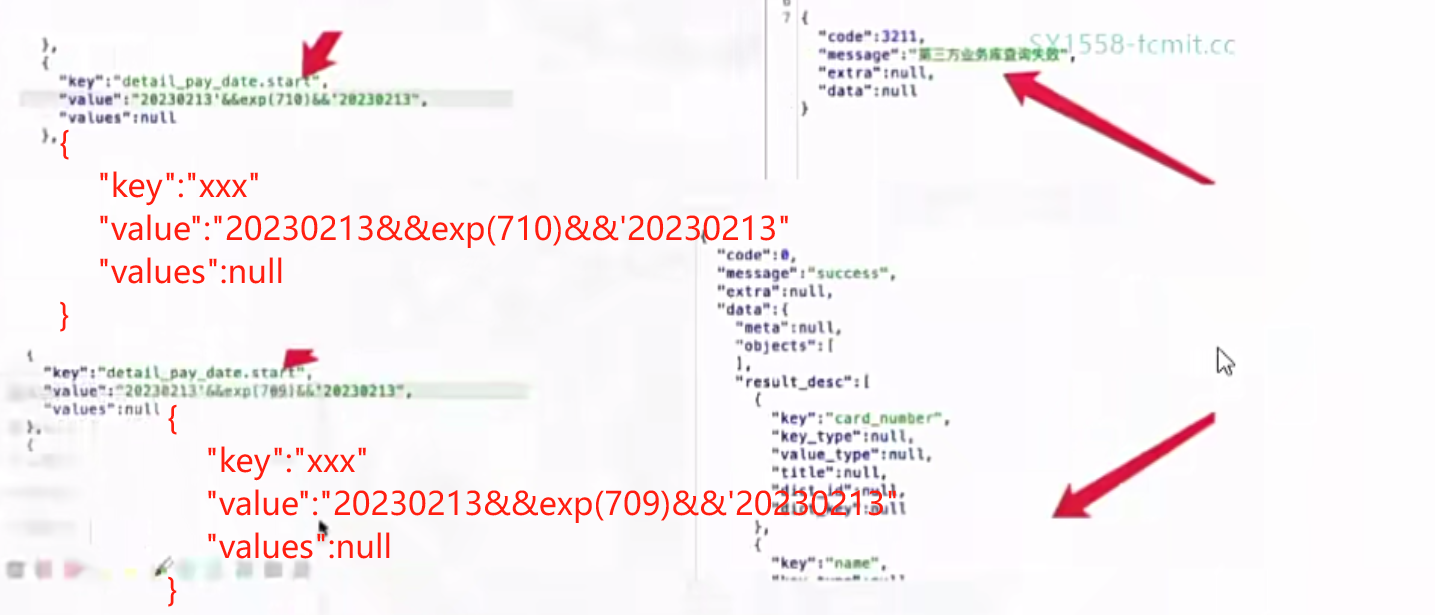 },
{
"key":"detail_pay_date.start",
"value":"20230213'&&exp(710)&&'20230213",
"values":null
},
{
"key":"xxx"
"value":"20230213&&exp(710)&&'20230213"
"values":null
}
{
"key":"detail_pay_date.start",
"value":"20230213'&&exp(709)&&'20230213",
"values":null
},
{
{
"key":"xxx"
"value":"20230213&&exp(709)&&'20230213"
"values":null
}
7 {
"code":3211,
"message":"第三方业务库查询失败",
"extra":null,
"data":null
}
SX1558-tcmit.cc
{
"code":0,
"message":"success",
"extra":null,
"data":{
"meta":null,
"objects":[
],
"result_desc":[
{
"key":"card_number",
"key_type":null,
"value_type":null,
"title":null,
"dict_id":null,
"dict_key":null
},
{
"key":"name",